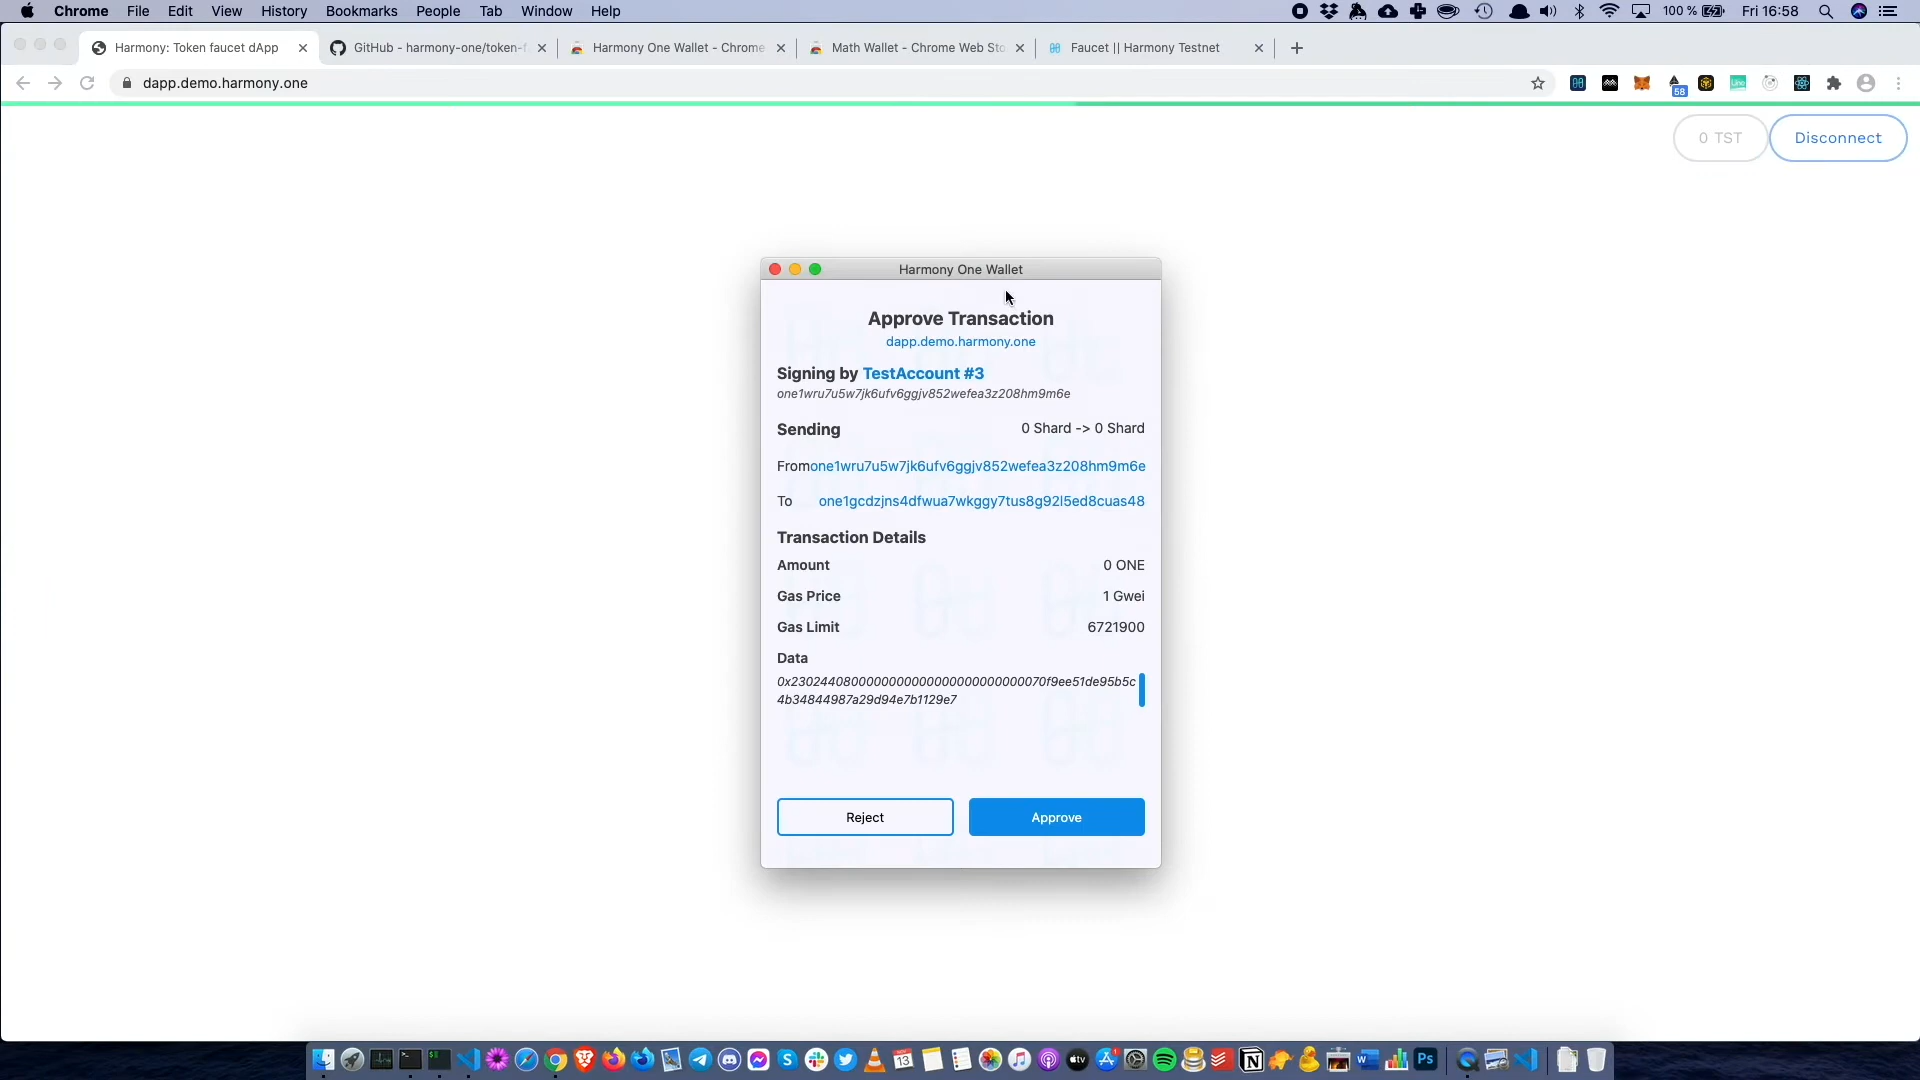 Chrome File Edit View History Bookmarks People Tab Window Help 100 % Fri 16:58
Harmony: Token faucet dApp GitHub - harmony-one/token-f Harmony One Wallet - Chrome Math Wallet - Chrome Web Sto Faucet || Harmony Testnet
dapp.demo.harmony.one
58
0 TST Disconnect
Harmony One Wallet
Approve Transaction
dapp.demo.harmony.one
Signing by TestAccount #3
one1wru7u5w7jk6ufv6ggjv852wefea3z208hm9m6e
Sending 0 Shard -> 0 Shard
From one1wru7u5w7jk6ufv6ggjv852wefea3z208hm9m6e
To one1gcdzjns4dfwua7wkggy7tus8g92l5ed8cuas48
Transaction Details
Amount 0 ONE
Gas Price 1 Gwei
Gas Limit 6721900
Data
0x2302440800000000000000000000000070f9ee51de95b5c
4b34844987a29d94e7b1129e7
Reject Approve